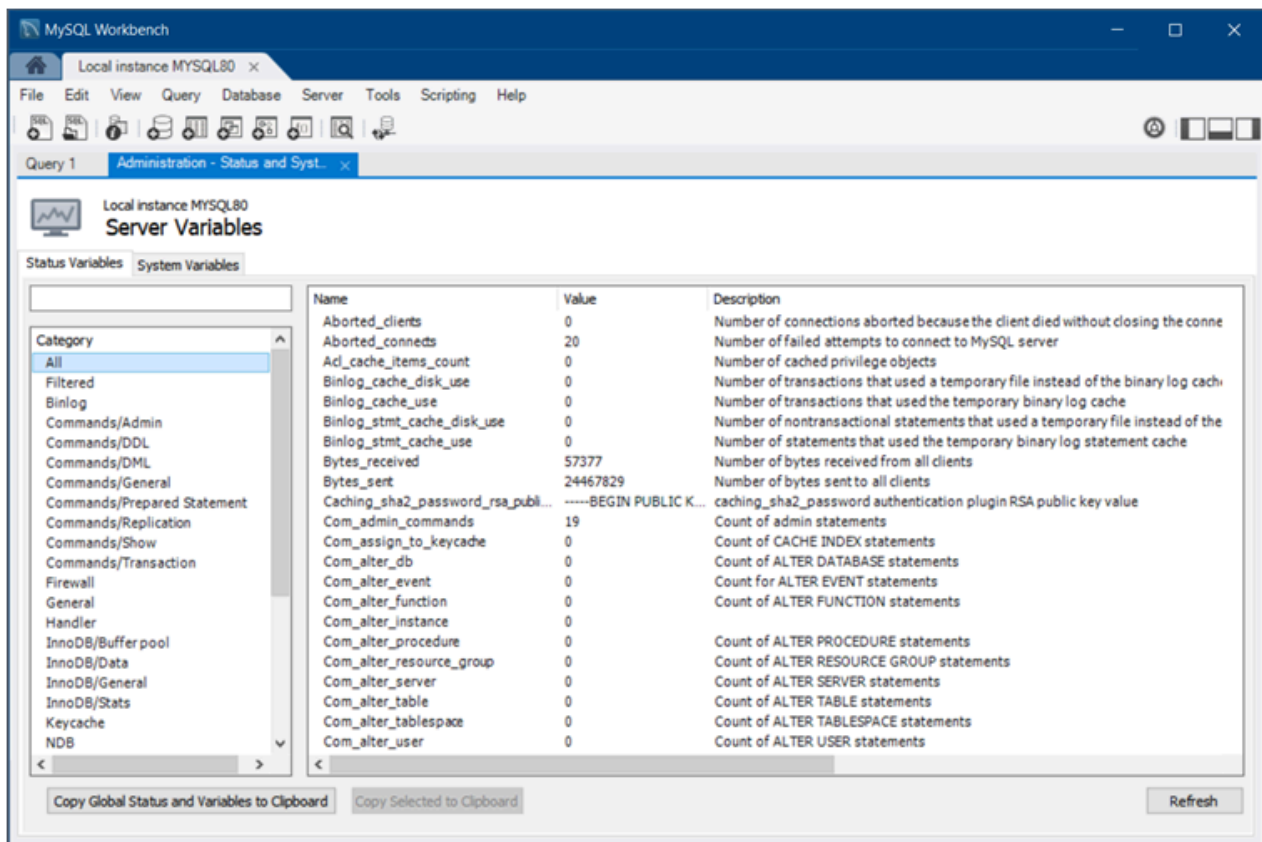 MySQL Workbench
Local instance MYSQL80
File Edit View Query Database Server Tools Scripting Help
Query 1 Administration - Status and Syst...
Local instance MYSQL80
Server Variables
Status Variables System Variables
Category
All
Filtered
Binlog
Commands/Admin
Commands/DDL
Commands/DML
Commands/General
Commands/Prepared Statement
Commands/Replication
Commands/Show
Commands/Transaction
Firewall
General
Handler
InnoDB/Buffer pool
InnoDB/Data
InnoDB/General
InnoDB/Stats
Keycache
NDB
Name Value Description
Aborted_clients 0 Number of connections aborted because the client died without closing the conne
Aborted_connects 20 Number of failed attempts to connect to MySQL server
Acl_cache_items_count 0 Number of cached privilege objects
Binlog_cache_disk_use 0 Number of transactions that used a temporary file instead of the binary log cach
Binlog_cache_use 0 Number of transactions that used the temporary binary log cache
Binlog_stmt_cache_disk_use 0 Number of nontransactional statements that used a temporary file instead of the
Binlog_stmt_cache_use 0 Number of statements that used the temporary binary log statement cache
Bytes_received 57377 Number of bytes received from all clients
Bytes_sent 24467829 Number of bytes sent to all clients
Caching_sha2_password_rsa_publi... -----BEGIN PUBLIC K... caching_sha2_password authentication plugin RSA public key value
Com_admin_commands 19 Count of admin statements
Com_assign_to_keycache 0 Count of CACHE INDEX statements
Com_alter_db 0 Count of ALTER DATABASE statements
Com_alter_event 0 Count for ALTER EVENT statements
Com_alter_function 0 Count of ALTER FUNCTION statements
Com_alter_instance 0
Com_alter_procedure 0 Count of ALTER PROCEDURE statements
Com_alter_resource_group 0 Count of ALTER RESOURCE GROUP statements
Com_alter_server 0 Count of ALTER SERVER statements
Com_alter_table 0 Count of ALTER TABLE statements
Com_alter_tablespace 0 Count of ALTER TABLESPACE statements
Com_alter_user 0 Count of ALTER USER statements
Copy Global Status and Variables to Clipboard Copy Selected to Clipboard Refresh